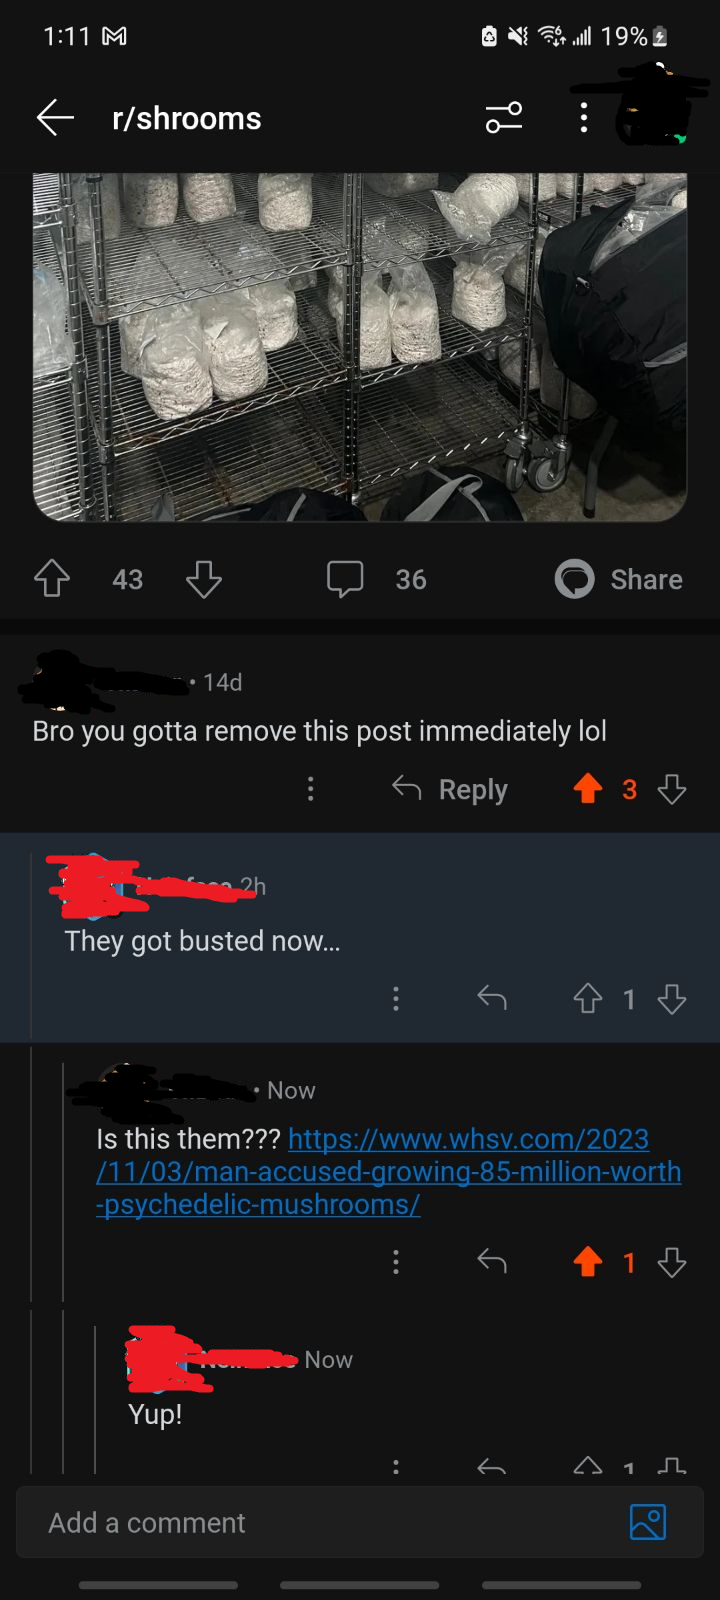 1:11 19%
r/shrooms
43 36 Share
• 14d
Bro you gotta remove this post immediately lol
Reply 3
2h
They got busted now...
1
• Now
Is this them??? https://www.whsv.com/2023
/11/03/man-accused-growing-85-million-worth
-psychedelic-mushrooms/
1
Now
Yup!
1
Add a comment